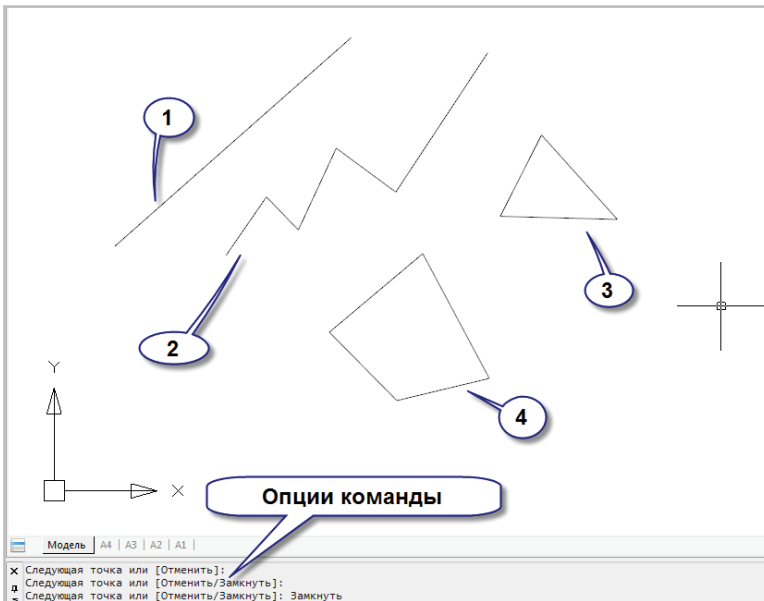 1
2
3
4
Y
X
Опции команды
Модель | A4 | A3 | A2 | A1 |
Следующая точка или [Отменить]:
Следующая точка или [Отменить/Замкнуть]:
Следующая точка или [Отменить/Замкнуть]: Замкнуть